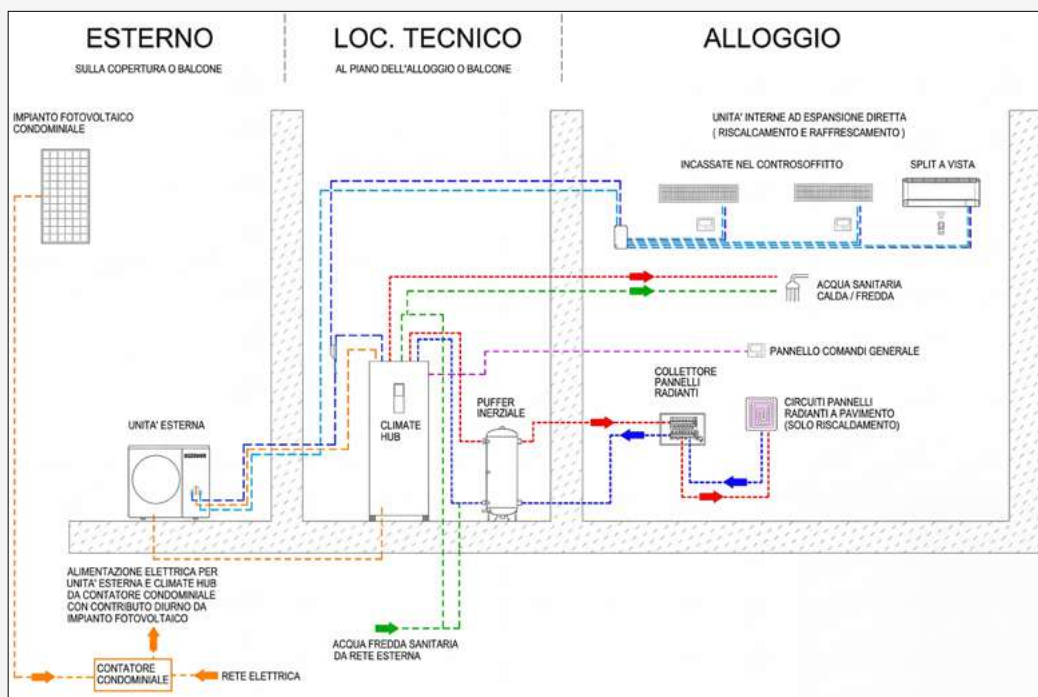 ESTERNO
SULLA COPERTURA O BALCONE
LOC. TECNICO
AL PIANO DELL'ALLOGGIO O BALCONE
ALLOGGIO
IMPIANTO FOTOVOLTAICO
CONDOMINIALE
UNITA' INTERNE AD ESPANSIONE DIRETTA
( RISCALCAMENTO E RAFFRESCAMENTO )
INCASSATE NEL CONTROSOFFITTO
SPLIT A VISTA
ACQUA SANITARIA
CALDA / FREDDA
PANNELLO COMANDI GENERALE
COLLETTORE
PANNELLI
RADIANTI
CIRCUITI PANNELLI
RADIANTI A PAVIMENTO
(SOLO RISCALDAMENTO)
PUFFER
INERZIALE
CLIMATE
HUB
UNITA' ESTERNA
ALIMENTAZIONE ELETTRICA PER
UNITA' ESTERNA E CLIMATE HUB
DA CONTATORE CONDOMINIALE
CON CONTRIBUTO DIURNO DA
IMPIANTO FOTOVOLTAICO
ACQUA FREDDA SANITARIA
DA RETE ESTERNA
CONTATORE
CONDOMINIALE
RETE ELETTRICA